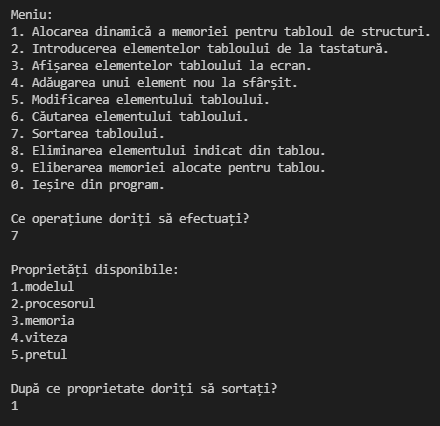 Meniu:
1. Alocarea dinamică a memoriei pentru tabloul de structuri.
2. Introducerea elementelor tabloului de la tastatură.
3. Afișarea elementelor tabloului la ecran.
4. Adăugarea unui element nou la sfârșit.
5. Modificarea elementului tabloului.
6. Căutarea elementului tabloului.
7. Sortarea tabloului.
8. Eliminarea elementului indicat din tablou.
9. Eliberarea memoriei alocate pentru tablou.
0. Ieșire din program.
Ce operațiune doriți să efectuați?
7
Proprietăți disponibile:
1.modelul
2.procesorul
3.memoria
4.viteza
5.pretul
După ce proprietate doriți să sortați?
1